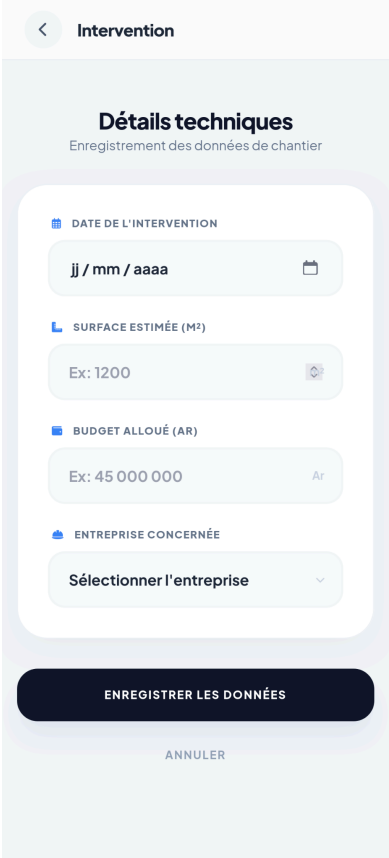 Intervention
Détails techniques
Enregistrement des données de chantier
DATE DE L'INTERVENTION
jj / mm / aaaa
SURFACE ESTIMÉE (M²)
Ex: 1200
BUDGET ALLOUÉ (AR)
Ex: 45 000 000 Ar
ENTREPRISE CONCERNÉE
Sélectionner l'entreprise
ENREGISTRER LES DONNÉES
ANNULER